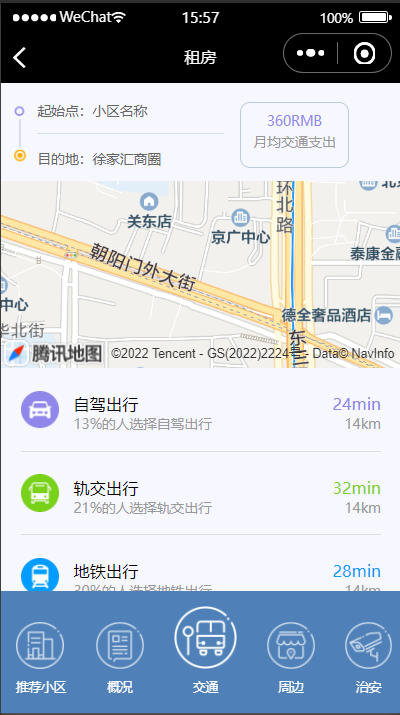 WeChat 15:57 100%
租房
起始点：小区名称
目的地：徐家汇商圈
360RMB
月均交通支出
环北路
关东店
京广中心
泰康金融
朝阳门外大街
中心
德全奢品酒店
华北街
东三
腾讯地图 ©2022 Tencent - GS(2022)2224号 - Data© NavInfo
自驾出行 24min
13%的人选择自驾出行 14km
轨交出行 32min
21%的人选择轨交出行 14km
地铁出行 28min
30%的人选择地铁出行 14km
推荐小区 概况 交通 周边 治安